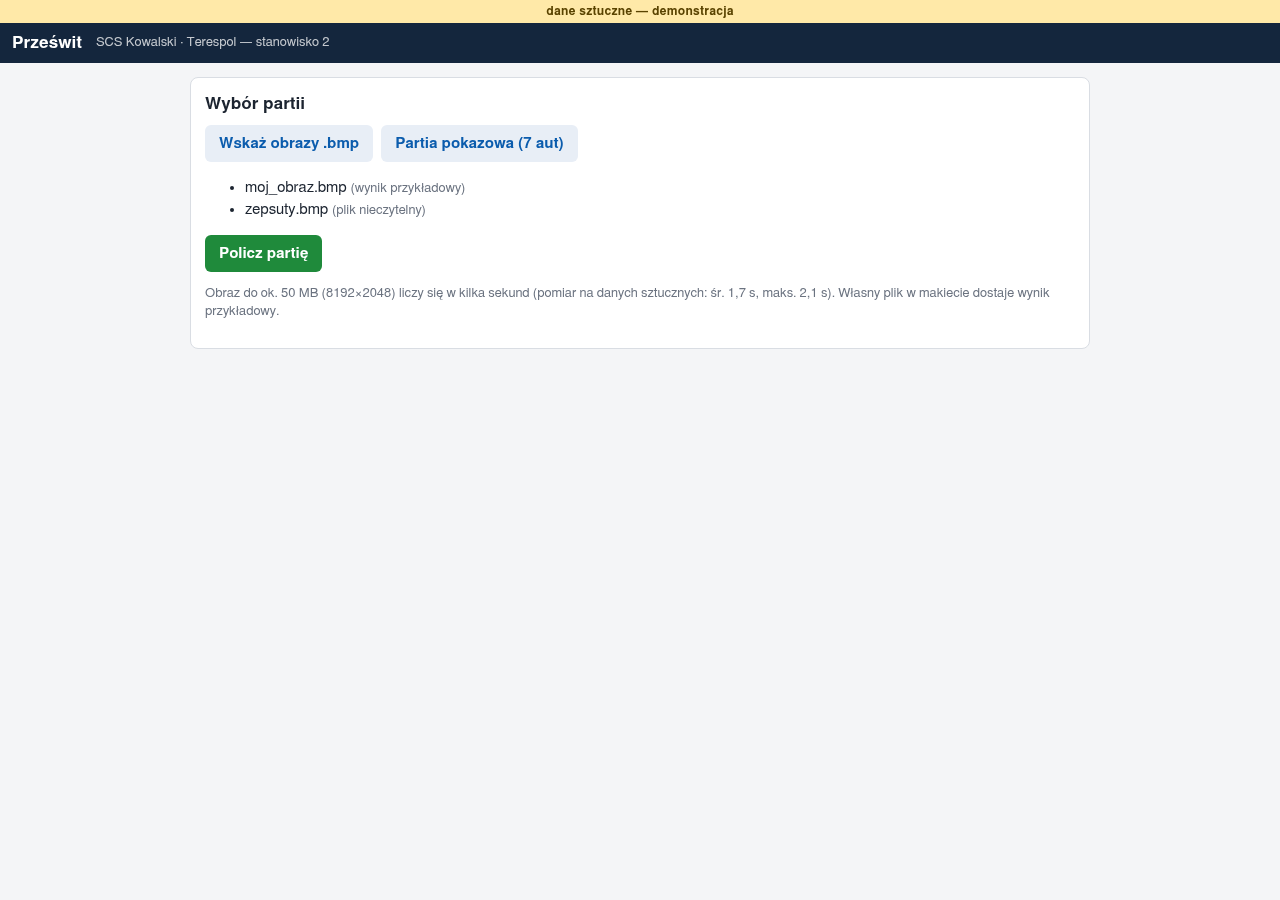 dane sztuczne — demonstracja
Prześwit SCS Kowalski · Terespol — stanowisko 2
Wybór partii
Wskaż obrazy .bmp Partia pokazowa (7 aut)
• moj_obraz.bmp (wynik przykładowy)
• zepsuty.bmp (plik nieczytelny)
Policz partię
Obraz do ok. 50 MB (8192×2048) liczy się w kilka sekund (pomiar na danych sztucznych: śr. 1,7 s, maks. 2,1 s). Własny plik w makiecie dostaje wynik
przykładowy.